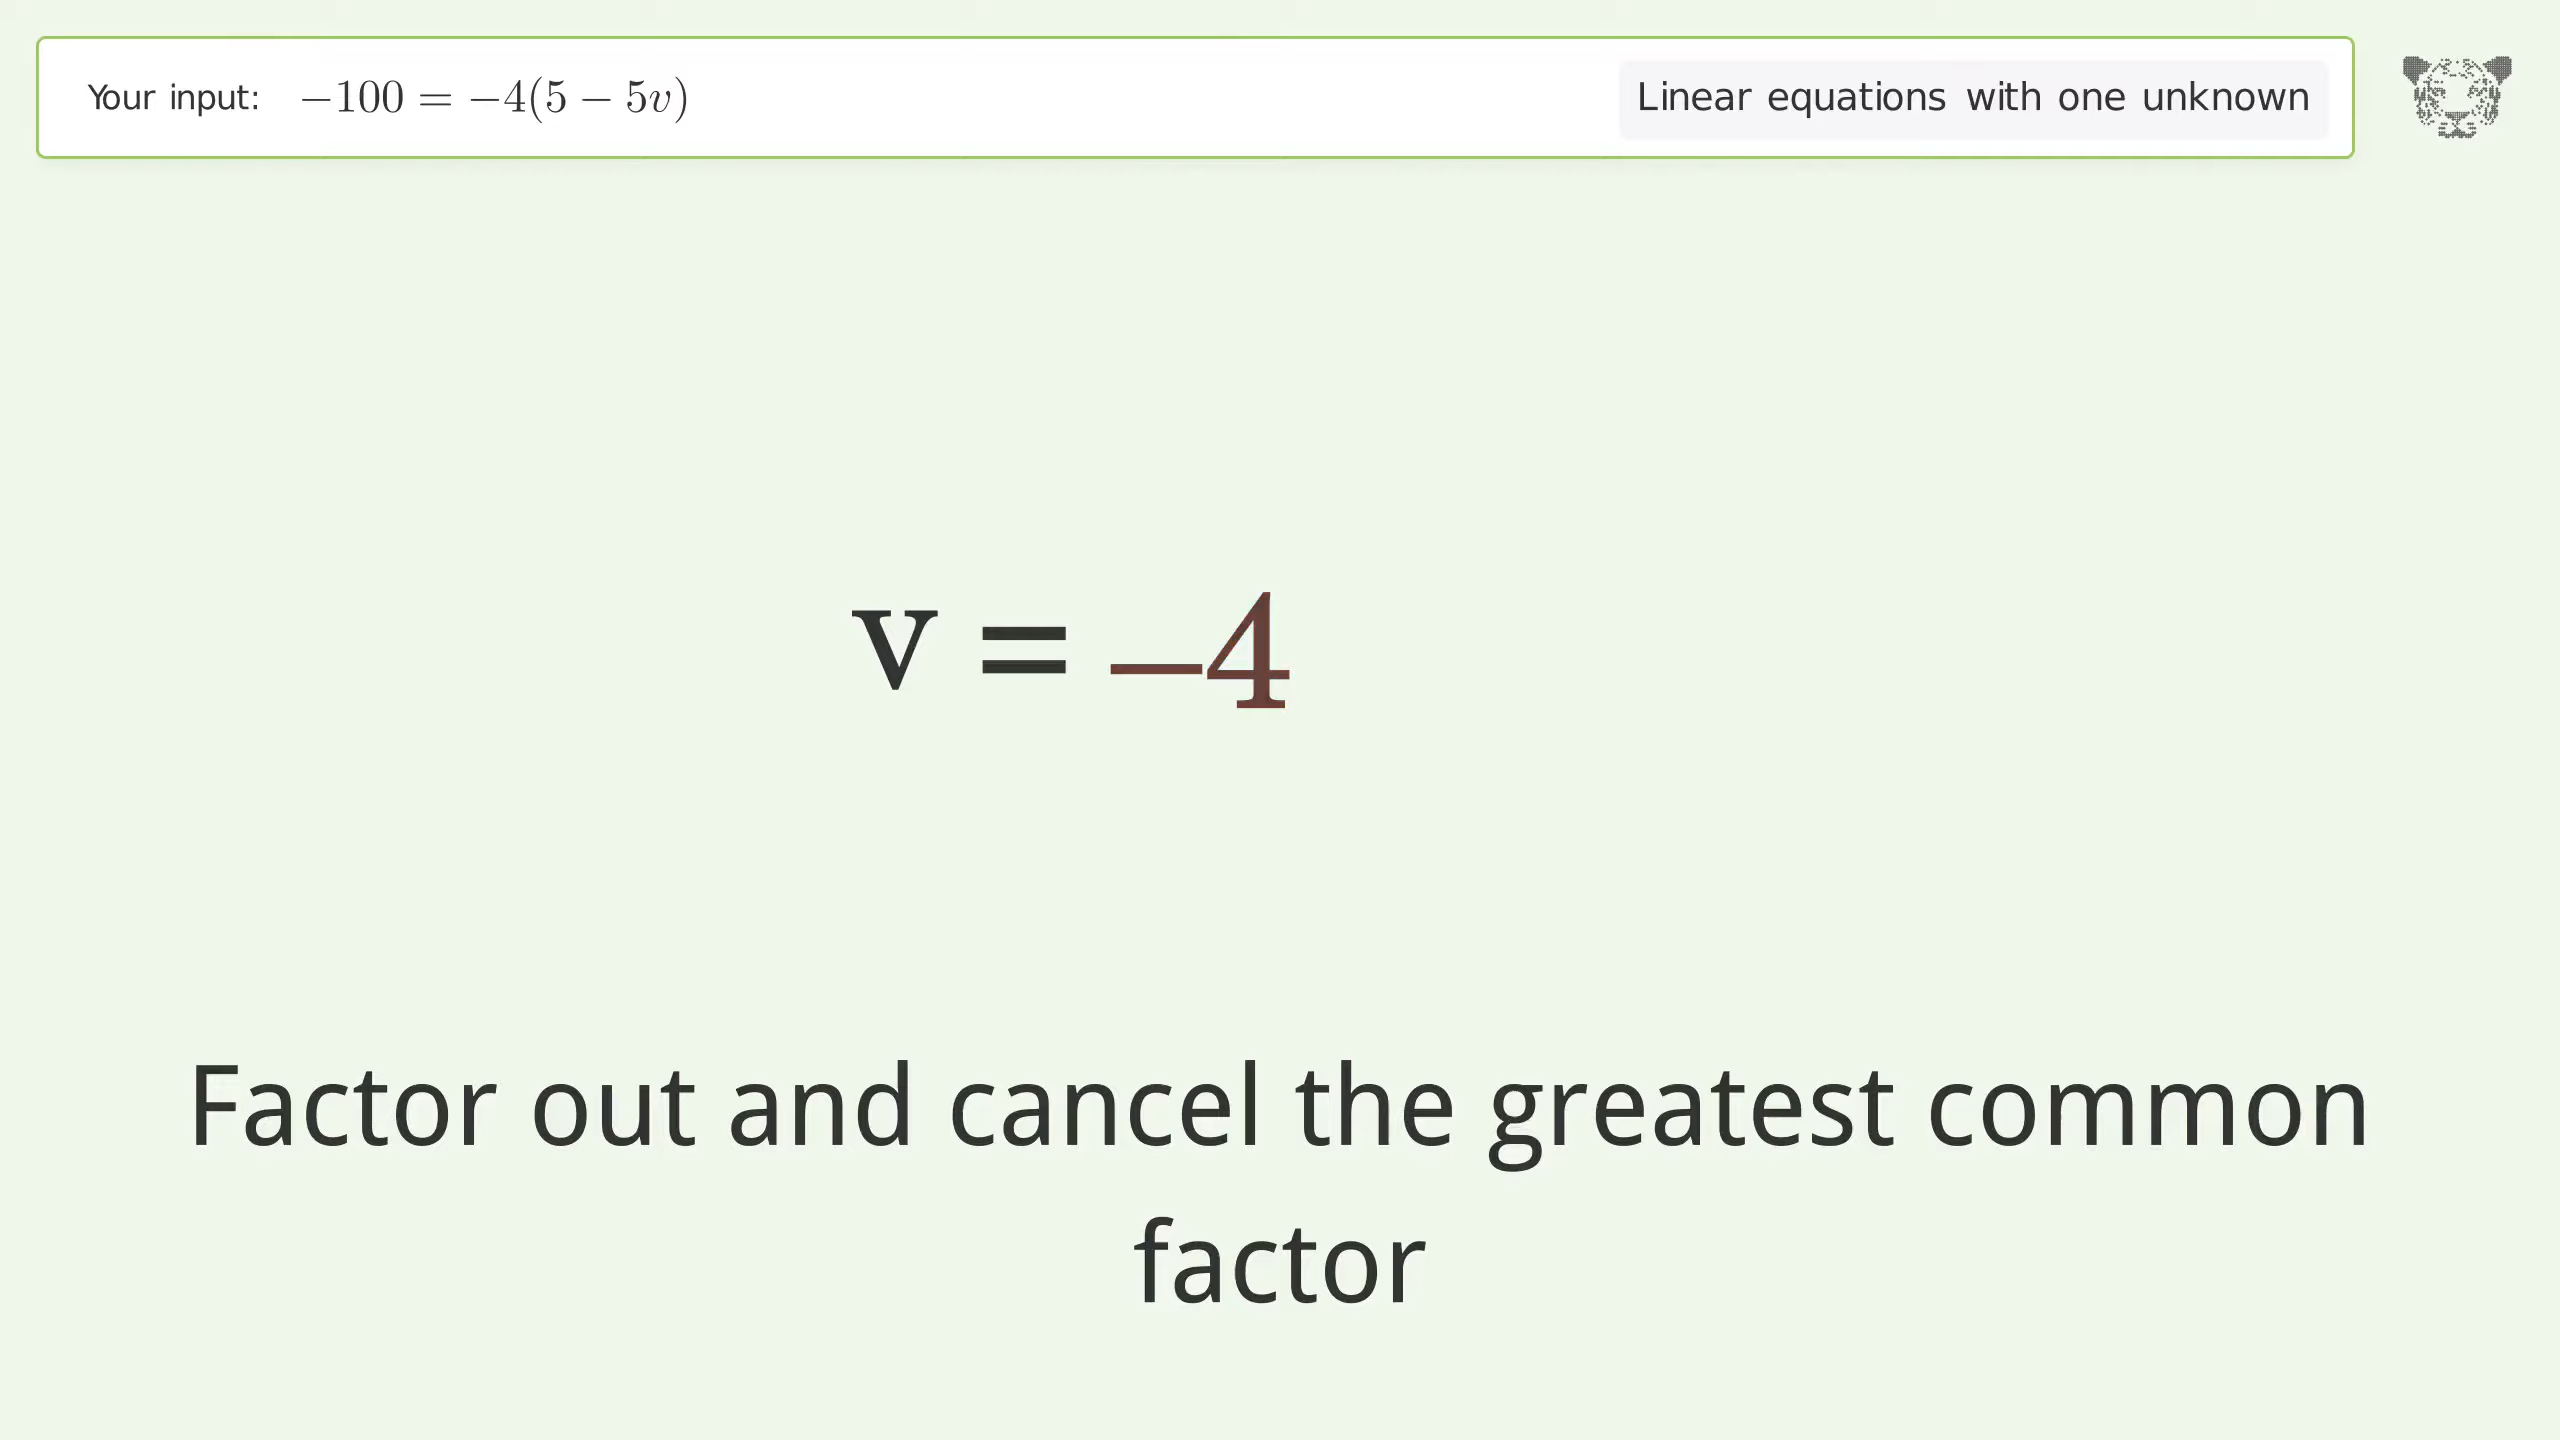 Your input: −100 = −4(5 − 5v)
Linear equations with one unknown
v = −4
Factor out and cancel the greatest common
factor